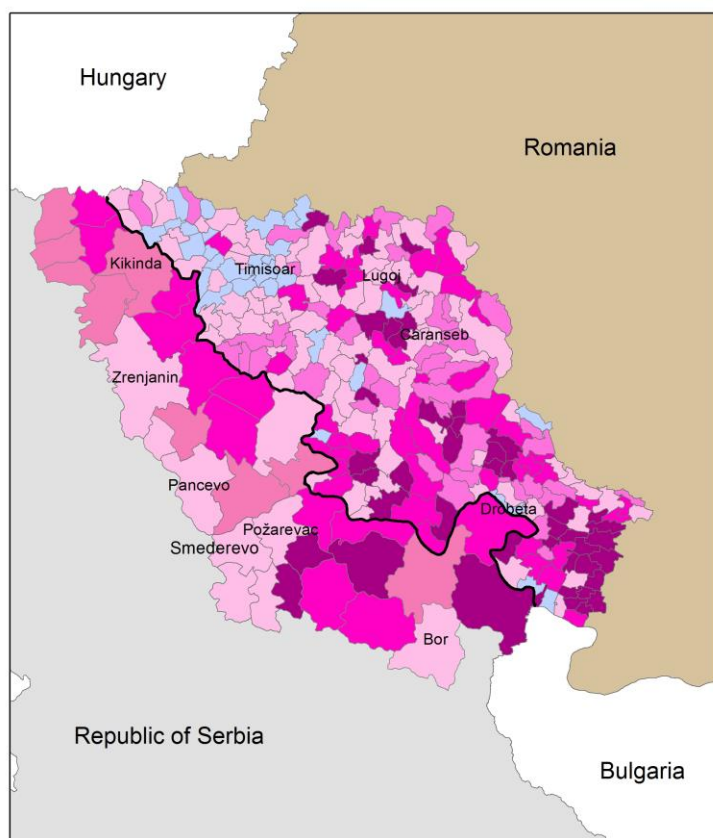 Hungary
Romania
Kikinda
Timisoar
Lugoj
Caranseb
Zrenjanin
Pancevo
Drobeta
Požarevac
Smederevo
Bor
Republic of Serbia
Bulgaria